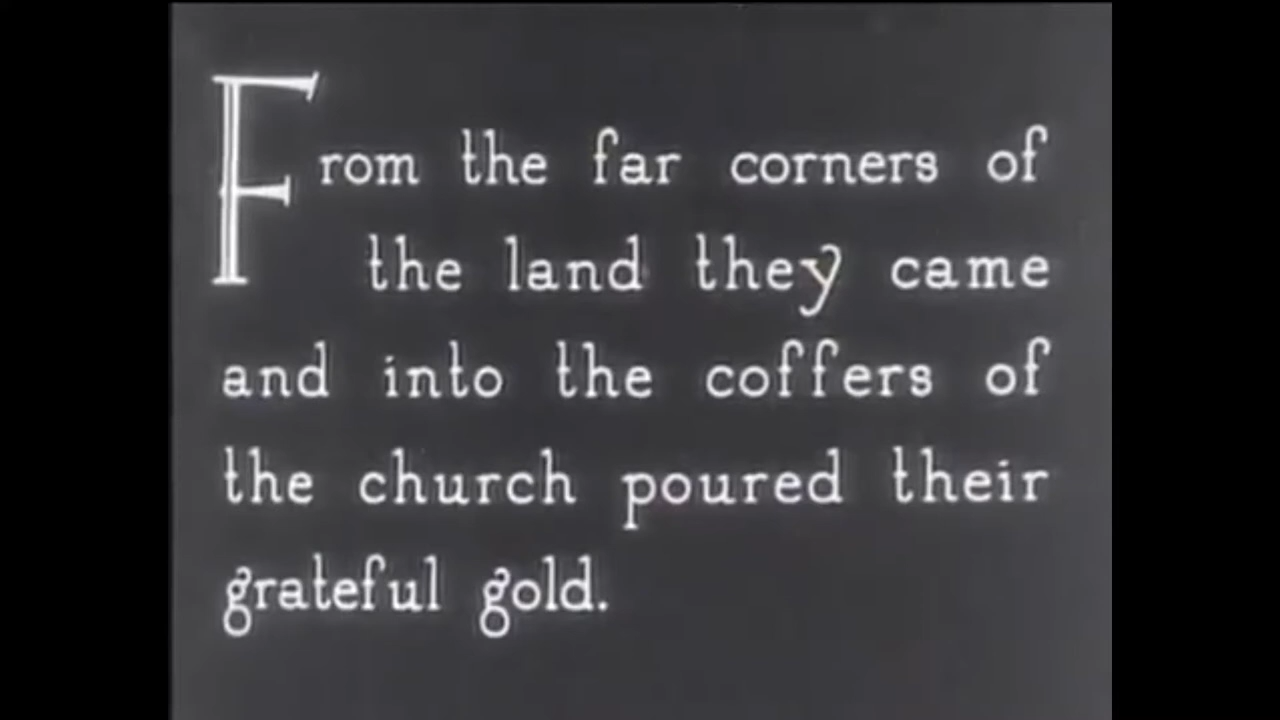 From the far corners of
the land they came
and into the coffers of
the church poured their
grateful gold.